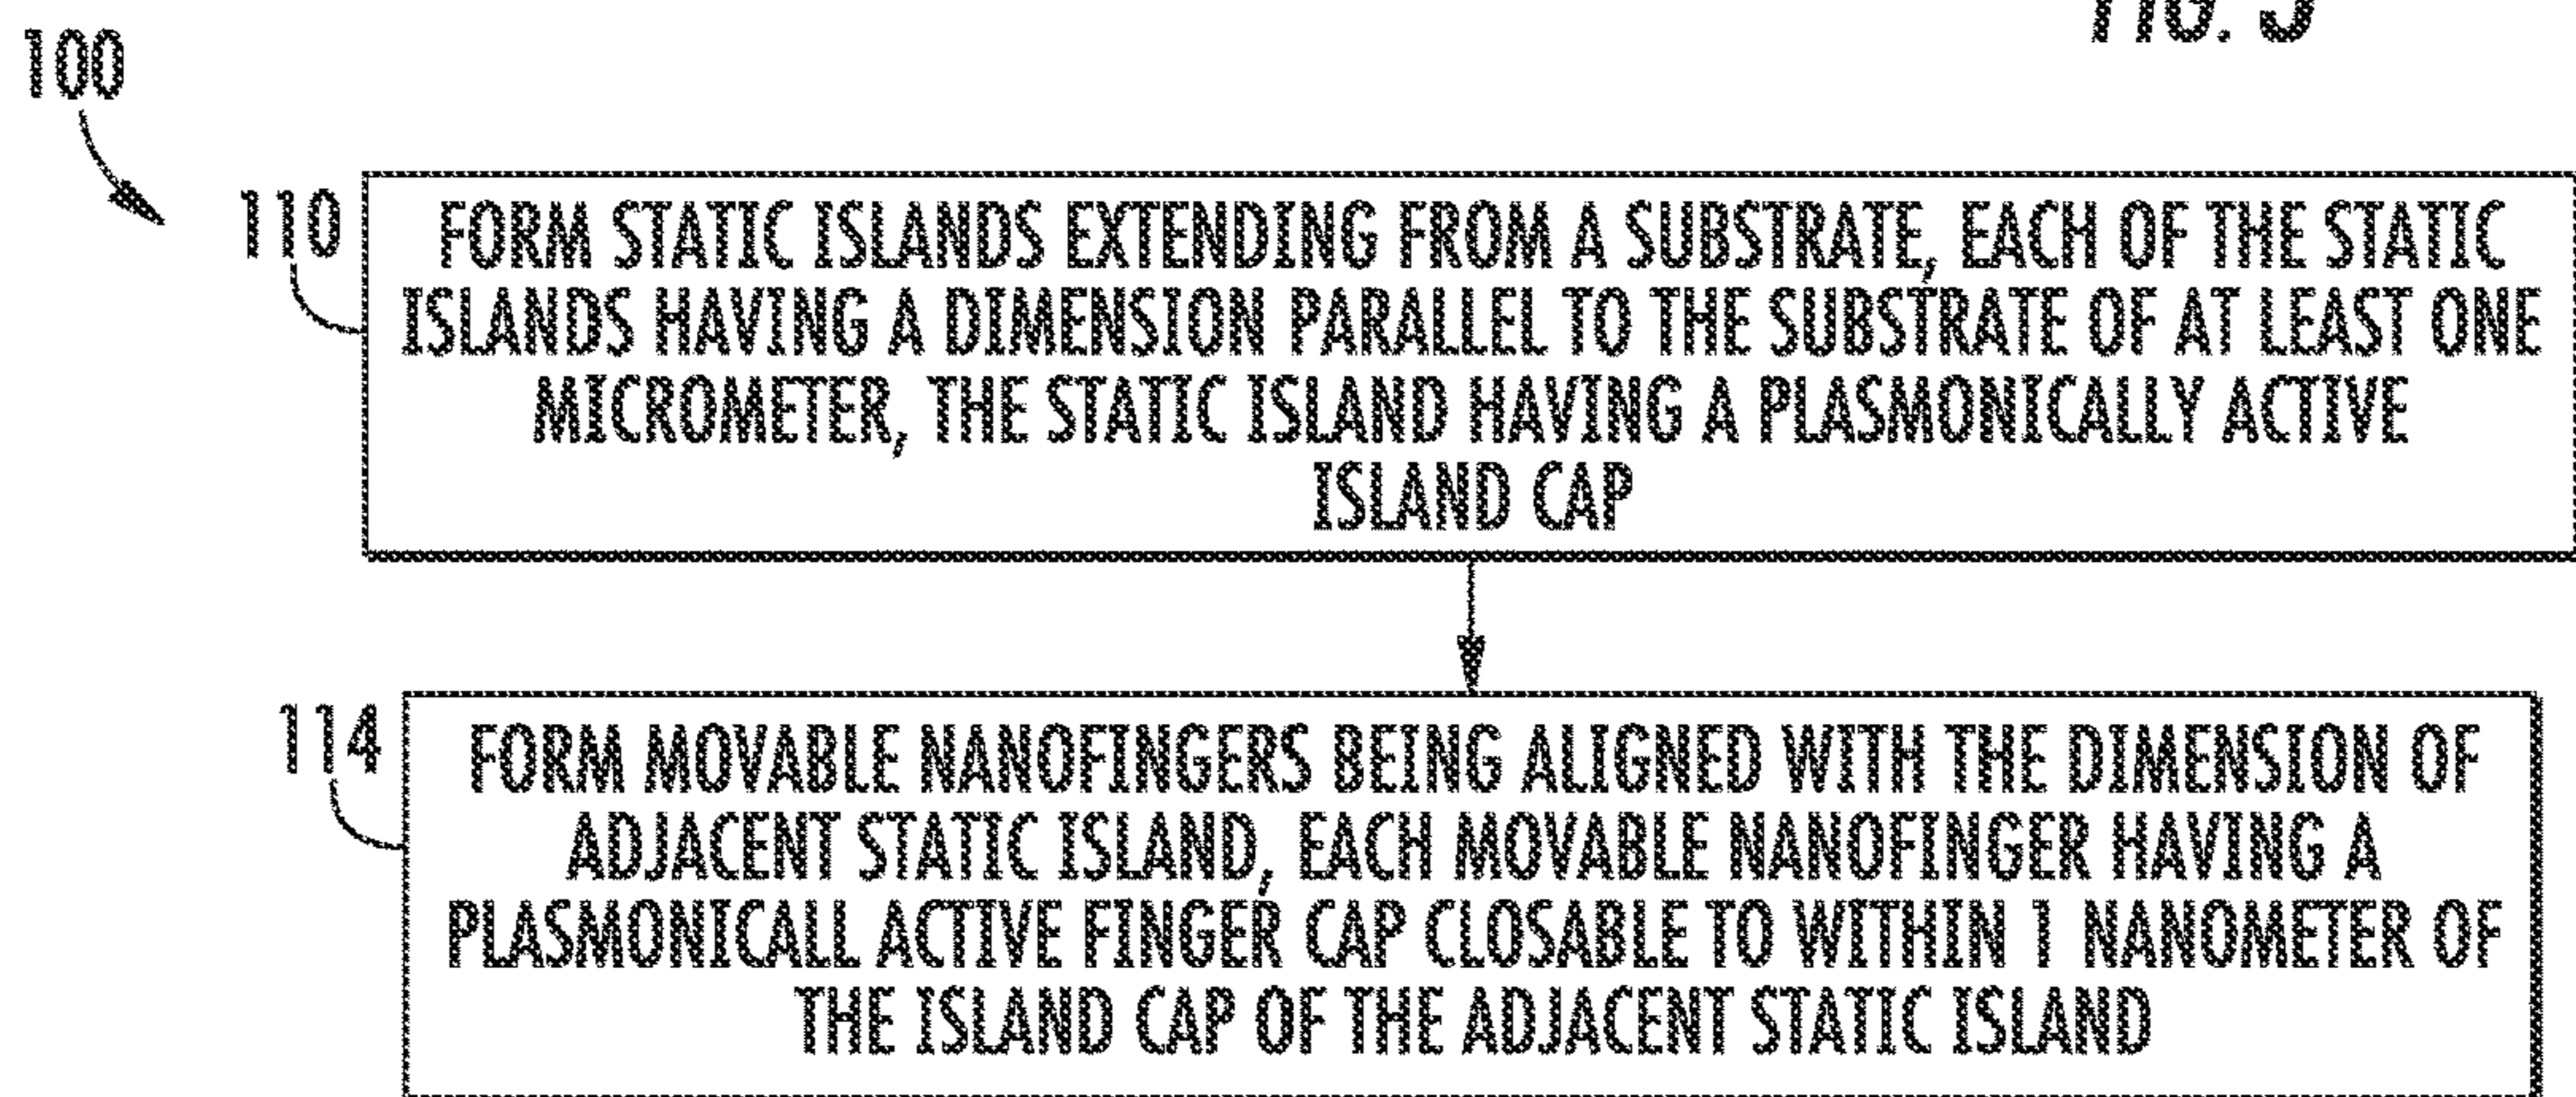 FIG. 3
100
110
FORM STATIC ISLANDS EXTENDING FROM A SUBSTRATE, EACH OF THE STATIC
ISLANDS HAVING A DIMENSION PARALLEL TO THE SUBSTRATE OF AT LEAST ONE
MICROMETER, THE STATIC ISLAND HAVING A PLASMONICALLY ACTIVE
ISLAND CAP
114
FORM MOVABLE NANOFINGERS BEING ALIGNED WITH THE DIMENSION OF
ADJACENT STATIC ISLAND, EACH MOVABLE NANOFINGER HAVING A
PLASMONICALL ACTIVE FINGER CAP CLOSABLE TO WITHIN 1 NANOMETER OF
THE ISLAND CAP OF THE ADJACENT STATIC ISLAND